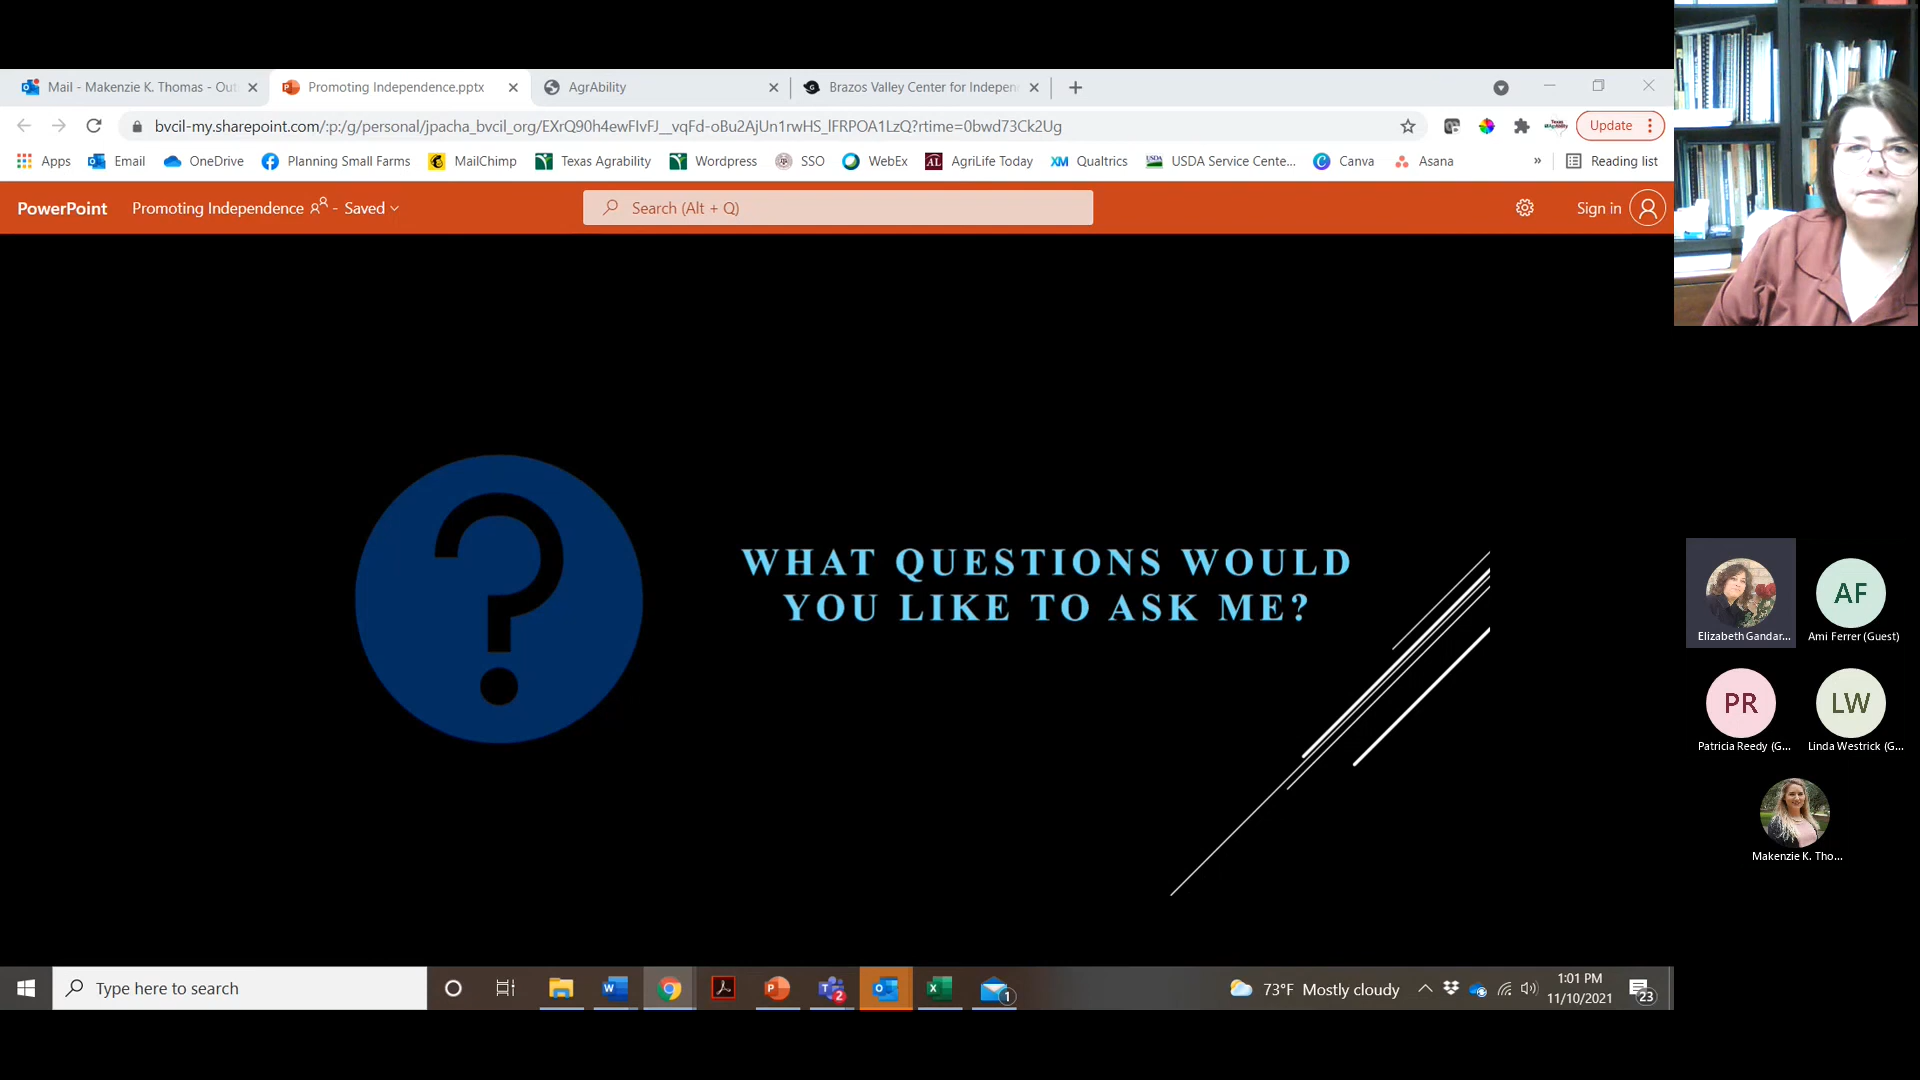 Mail - Makenzie K. Thomas - Out
Promoting Independence.pptx
AgrAbility
Brazos Valley Center for Indepen
bvcil-my.sharepoint.com/:p:/g/personal/jpacha_bvcil_org/EXrQ90h4ewFIvFJ__vqFd-oBu2AjUn1rwHS_lFRPOA1LzQ?rtime=0bwd73Ck2Ug
Update
Apps
Email
OneDrive
Planning Small Farms
MailChimp
Texas Agrability
Wordpress
SSO
WebEx
AgriLife Today
Qualtrics
USDA Service Cente...
Canva
Asana
»
Reading list
PowerPoint
Promoting Independence - Saved
Search (Alt + Q)
Sign in
WHAT QUESTIONS WOULD
YOU LIKE TO ASK ME?
Elizabeth Gandar...
AF
Ami Ferrer (Guest)
PR
Patricia Reedy (G...
LW
Linda Westrick (G...
Makenzie K. Tho...
Type here to search
2
1
73°F Mostly cloudy
1:01 PM
11/10/2021
23